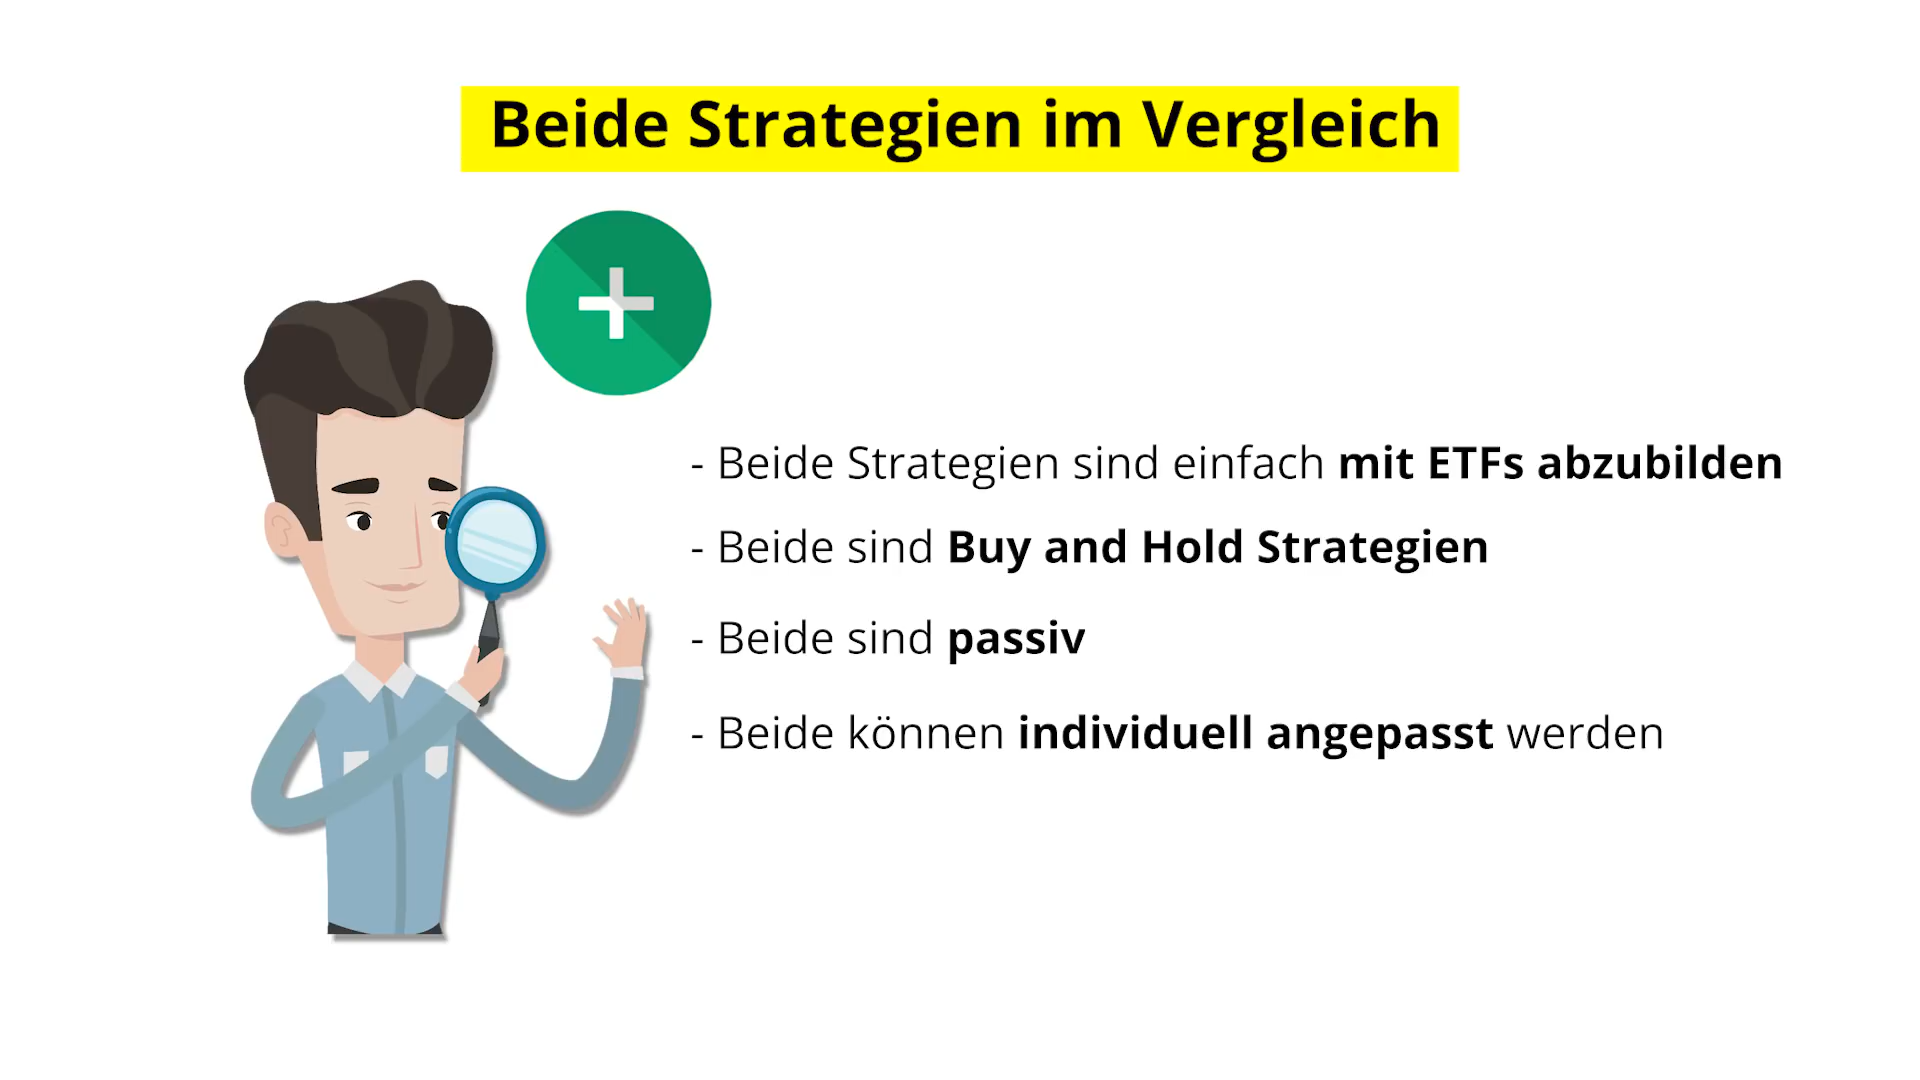 Beide Strategien im Vergleich
- Beide Strategien sind einfach mit ETFs abzubilden
- Beide sind Buy and Hold Strategien
- Beide sind passiv
- Beide können individuell angepasst werden